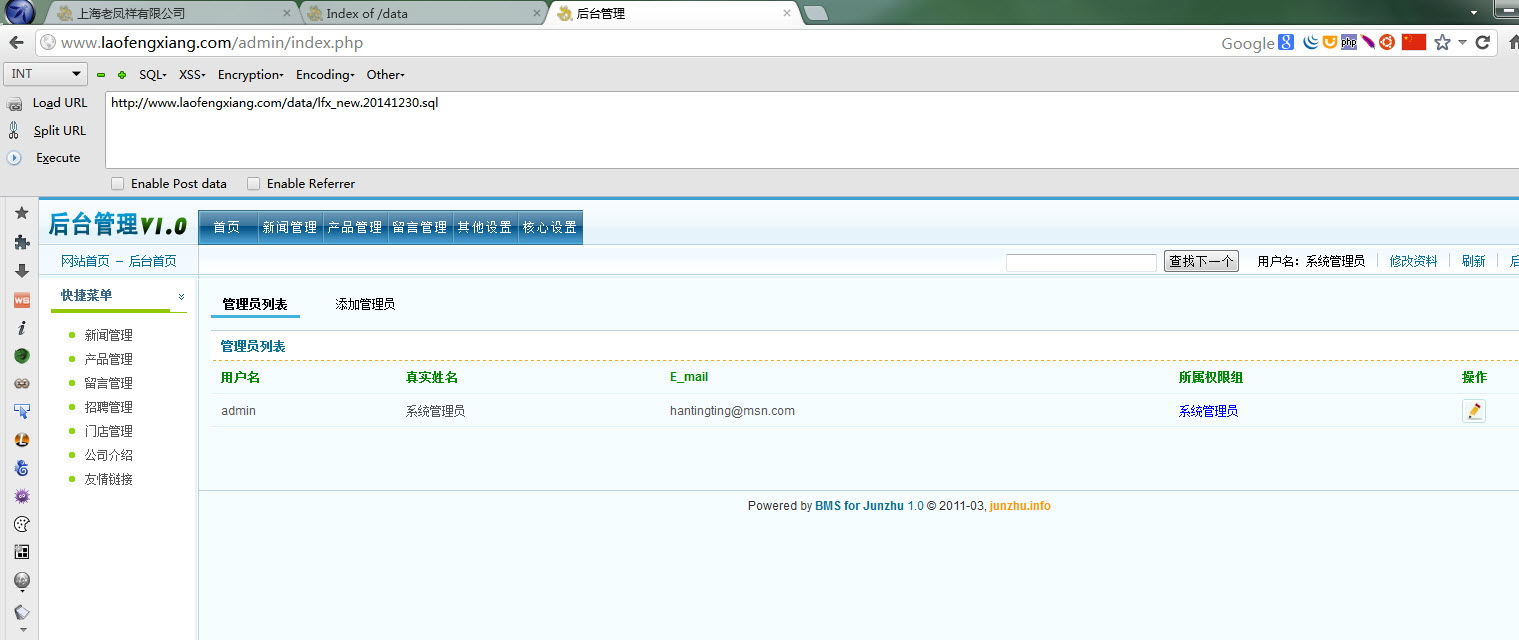 上海老凤祥有限公司
Index of /data
后台管理
www.laofengxiang.com/admin/index.php
Google
INT SQL XSS Encryption Encoding Other
Load URL
http://www.laofengxiang.com/data/lfx_new.20141230.sql
Split URL
Execute
Enable Post data Enable Referrer
后台管理V1.0
首页 新闻管理 产品管理 留言管理 其他设置 核心设置
网站首页 – 后台首页
查找下一个 用户名：系统管理员 修改资料 刷新 后
快捷菜单
新闻管理
产品管理
留言管理
招聘管理
门店管理
公司介绍
友情链接
管理员列表 添加管理员
管理员列表
用户名 真实姓名 E_mail 所属权限组 操作
admin 系统管理员 hantingting@msn.com 系统管理员
Powered by BMS for Junzhu 1.0 © 2011-03, junzhu.info